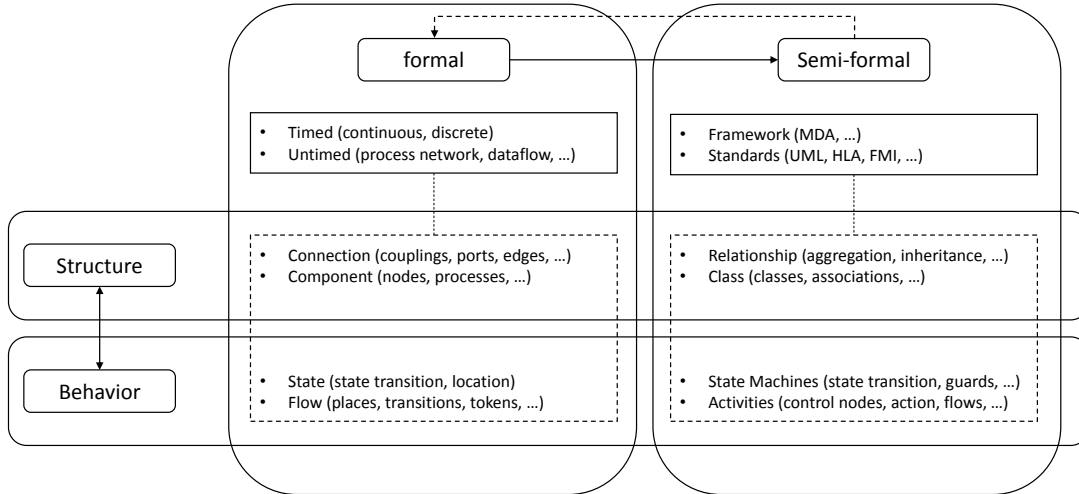 formal
Semi-formal
• Timed (continuous, discrete)
• Untimed (process network, dataflow, …)
• Framework (MDA, …)
• Standards (UML, HLA, FMI, …)
Structure
• Connection (couplings, ports, edges, …)
• Component (nodes, processes, …)
• Relationship (aggregation, inheritance, …)
• Class (classes, associations, …)
Behavior
• State (state transition, location)
• Flow (places, transitions, tokens, …)
• State Machines (state transition, guards, …)
• Activities (control nodes, action, flows, …)